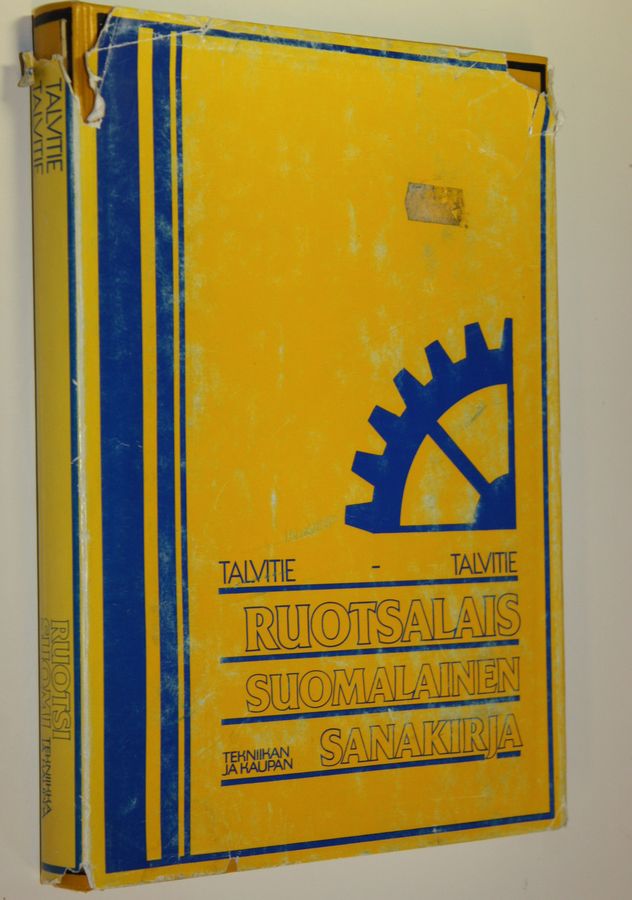 TALVITIE - TALVITIE
RUOTSALAIS
SUOMALAINEN
TEKNIIKAN JA KAUPAN SANAKIRJA
TALVITIE
TALVITIE
RUOTSI
SUOMI TEKNIIKKA